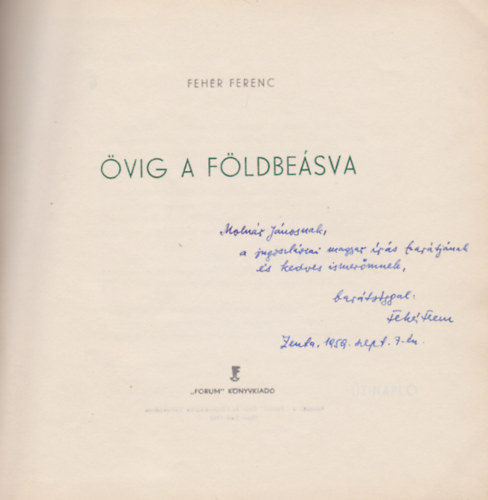 FEHÉR FERENC
ÖVIG A FÖLDBEÁSVA
Molnár Jánosnak,
a jugoszláviai magyar írás barátjának
és kedves ismerőmnek,
barátsággal:
Fehér Ferenc
Zenta, 1959. szept. 7-én.
F
„FORUM” KÖNYVKIADÓ